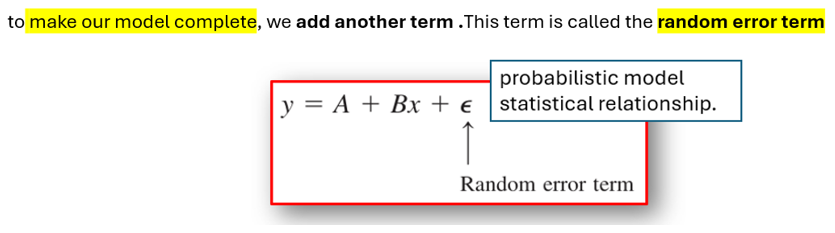 to make our model complete, we add another term .This term is called the random error term
probabilistic model
statistical relationship.
y = A + Bx + ϵ
Random error term